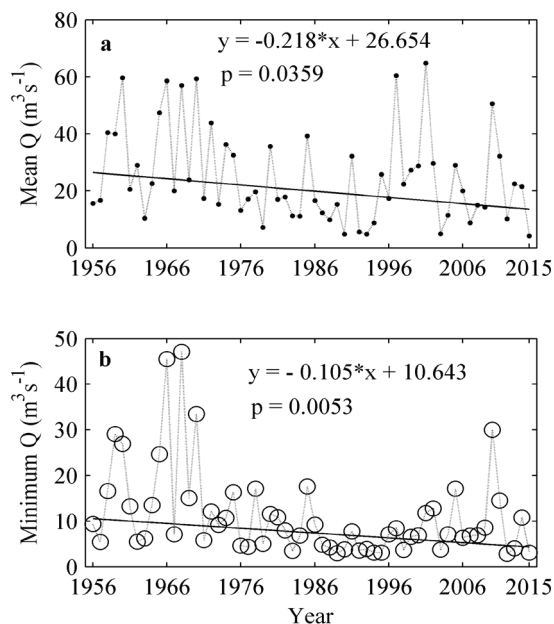 a
y = -0.218*x + 26.654
p = 0.0359
Mean Q (m³s⁻¹)
80
60
40
20
0
1956 1966 1976 1986 1996 2006 2015
b
y = - 0.105*x + 10.643
p = 0.0053
Minimum Q (m³s⁻¹)
50
40
30
20
10
0
1956 1966 1976 1986 1996 2006 2015
Year